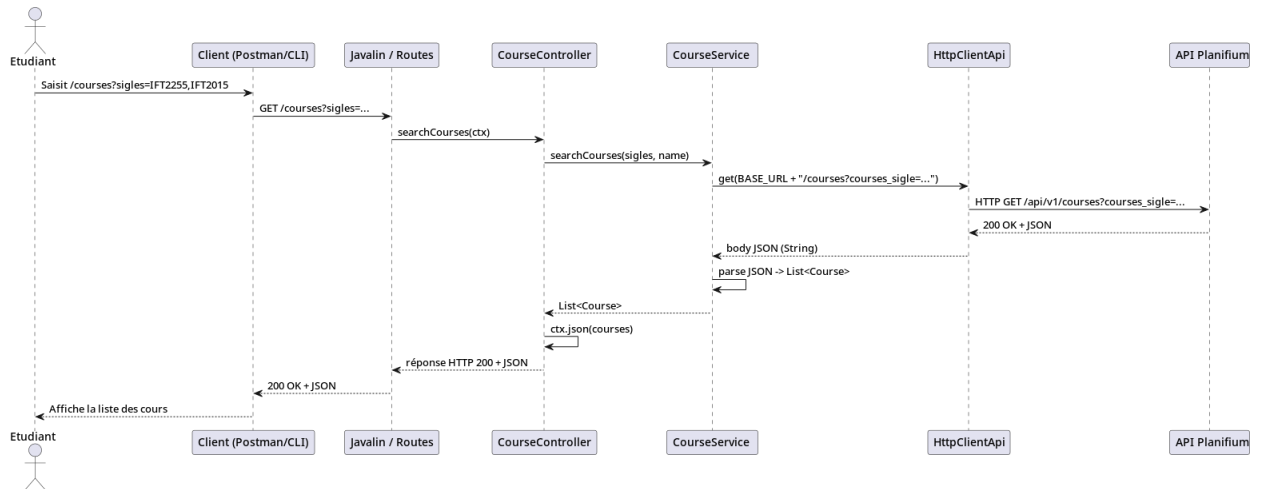 Etudiant
Client (Postman/CLI)
Javalin / Routes
CourseController
CourseService
HttpClientApi
API Planifium
Saisit /courses?sigles=IFT2255,IFT2015
GET /courses?sigles=...
searchCourses(ctx)
searchCourses(sigles, name)
get(BASE_URL + "/courses?courses_sigle=...")
HTTP GET /api/v1/courses?courses_sigle=...
200 OK + JSON
body JSON (String)
parse JSON -> List<Course>
List<Course>
ctx.json(courses)
réponse HTTP 200 + JSON
200 OK + JSON
Affiche la liste des cours
Etudiant
Client (Postman/CLI)
Javalin / Routes
CourseController
CourseService
HttpClientApi
API Planifium